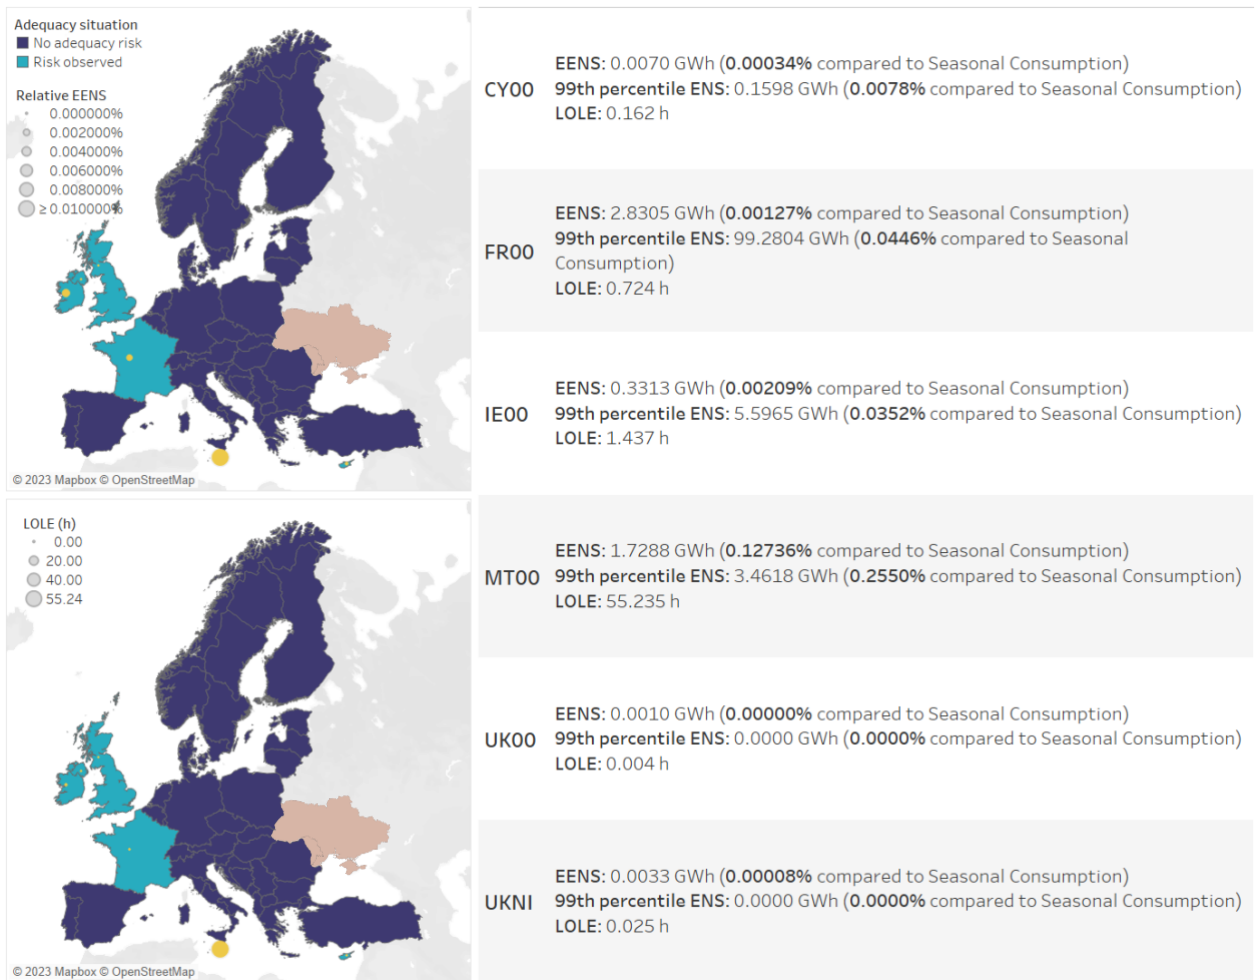 Adequacy situation
No adequacy risk
Risk observed
Relative EENS
0.000000%
0.002000%
0.004000%
0.006000%
0.008000%
≥ 0.010000%
© 2023 Mapbox © OpenStreetMap
LOLE (h)
0.00
20.00
40.00
55.24
© 2023 Mapbox © OpenStreetMap
CY00
EENS: 0.0070 GWh (0.00034% compared to Seasonal Consumption)
99th percentile ENS: 0.1598 GWh (0.0078% compared to Seasonal Consumption)
LOLE: 0.162 h
FR00
EENS: 2.8305 GWh (0.00127% compared to Seasonal Consumption)
99th percentile ENS: 99.2804 GWh (0.0446% compared to Seasonal
Consumption)
LOLE: 0.724 h
IE00
EENS: 0.3313 GWh (0.00209% compared to Seasonal Consumption)
99th percentile ENS: 5.5965 GWh (0.0352% compared to Seasonal Consumption)
LOLE: 1.437 h
MT00
EENS: 1.7288 GWh (0.12736% compared to Seasonal Consumption)
99th percentile ENS: 3.4618 GWh (0.2550% compared to Seasonal Consumption)
LOLE: 55.235 h
UK00
EENS: 0.0010 GWh (0.00000% compared to Seasonal Consumption)
99th percentile ENS: 0.0000 GWh (0.0000% compared to Seasonal Consumption)
LOLE: 0.004 h
UKNI
EENS: 0.0033 GWh (0.00008% compared to Seasonal Consumption)
99th percentile ENS: 0.0000 GWh (0.0000% compared to Seasonal Consumption)
LOLE: 0.025 h